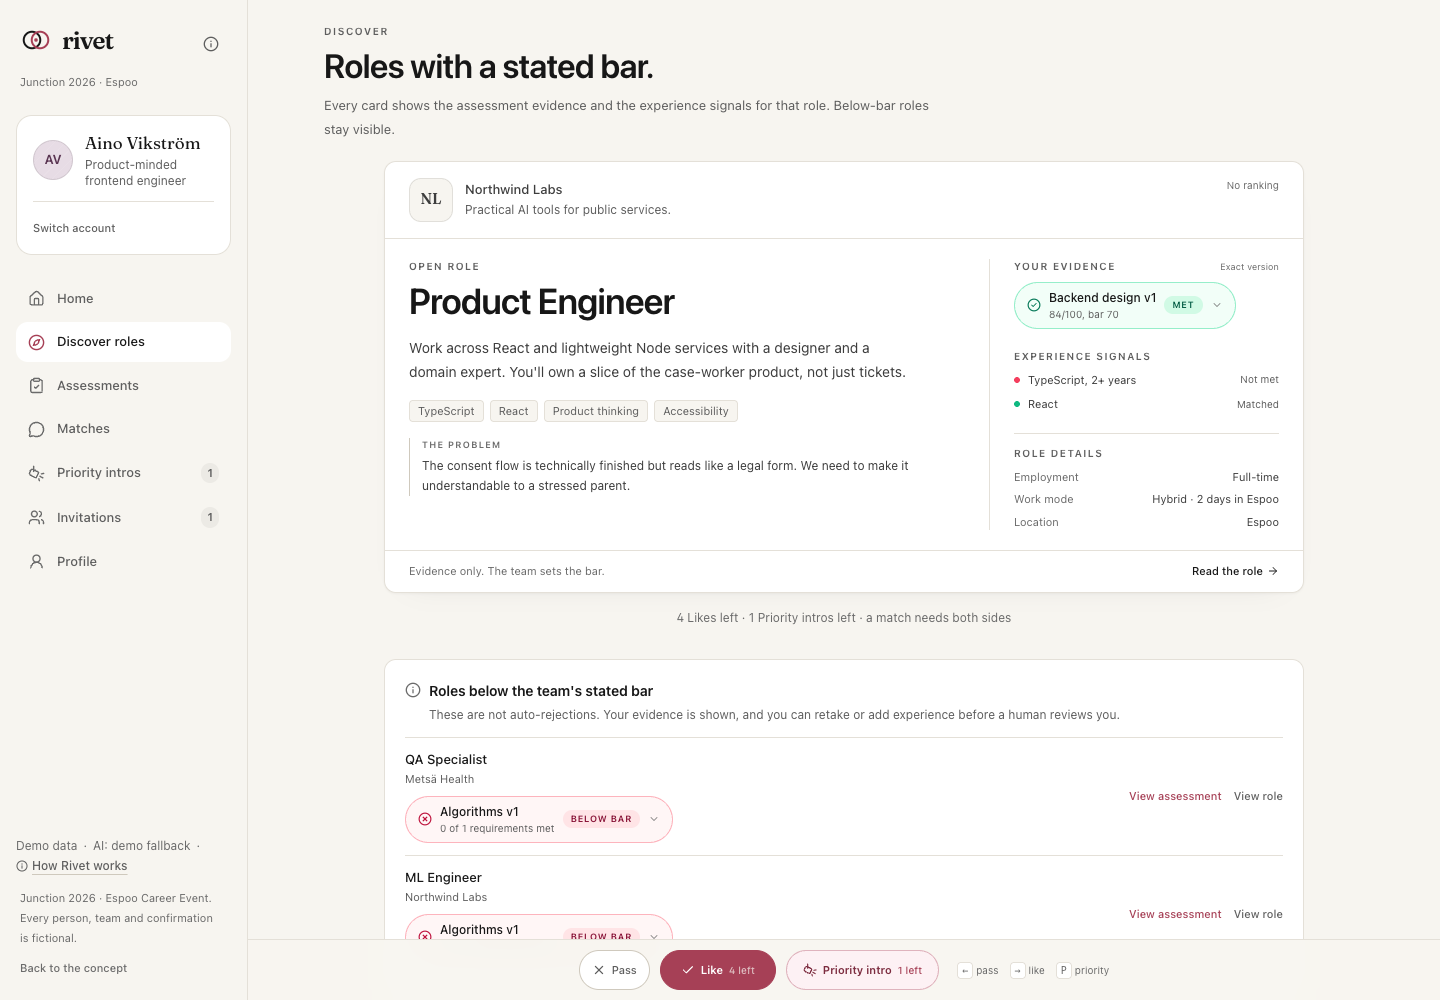 rivet
Junction 2026 · Espoo
AV
Aino Vikström
Product-minded
frontend engineer
Switch account
Home
Discover roles
Assessments
Matches
Priority intros 1
Invitations 1
Profile
Demo data · AI: demo fallback ·
How Rivet works
Junction 2026 · Espoo Career Event.
Every person, team and confirmation
is fictional.
Back to the concept
DISCOVER
Roles with a stated bar.
Every card shows the assessment evidence and the experience signals for that role. Below-bar roles
stay visible.
NL
Northwind Labs
Practical AI tools for public services.
No ranking
OPEN ROLE
Product Engineer
Work across React and lightweight Node services with a designer and a
domain expert. You'll own a slice of the case-worker product, not just tickets.
TypeScript React Product thinking Accessibility
THE PROBLEM
The consent flow is technically finished but reads like a legal form. We need to make it
understandable to a stressed parent.
YOUR EVIDENCE Exact version
Backend design v1 MET
84/100, bar 70
EXPERIENCE SIGNALS
TypeScript, 2+ years Not met
React Matched
ROLE DETAILS
Employment Full-time
Work mode Hybrid · 2 days in Espoo
Location Espoo
Evidence only. The team sets the bar.
Read the role →
4 Likes left · 1 Priority intros left · a match needs both sides
Roles below the team's stated bar
These are not auto-rejections. Your evidence is shown, and you can retake or add experience before a human reviews you.
QA Specialist
Metsä Health
Algorithms v1 BELOW BAR
0 of 1 requirements met
View assessment View role
ML Engineer
Northwind Labs
Algorithms v1 BELOW BAR
View assessment View role
Pass
Like 4 left
Priority intro 1 left
← pass → like P priority